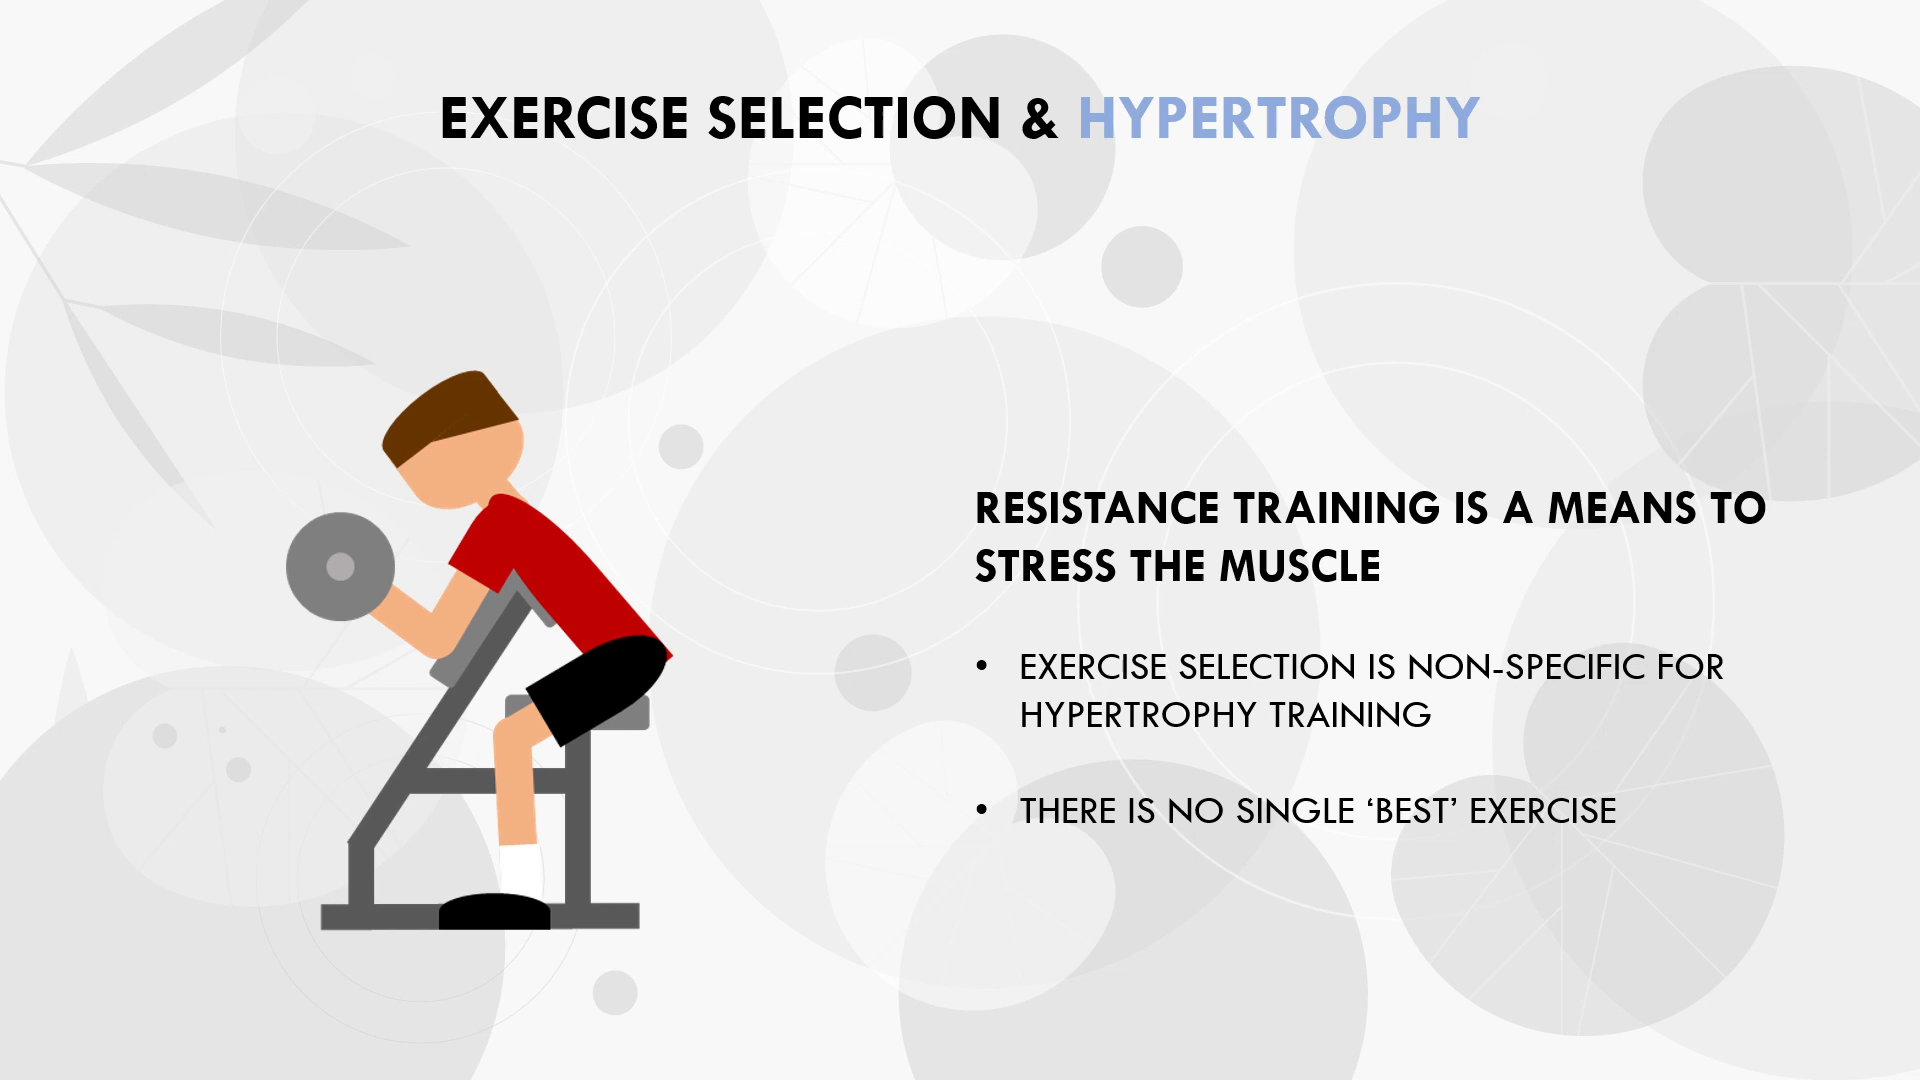 EXERCISE SELECTION & HYPERTROPHY
RESISTANCE TRAINING IS A MEANS TO
STRESS THE MUSCLE
• EXERCISE SELECTION IS NON-SPECIFIC FOR
HYPERTROPHY TRAINING
• THERE IS NO SINGLE ‘BEST’ EXERCISE